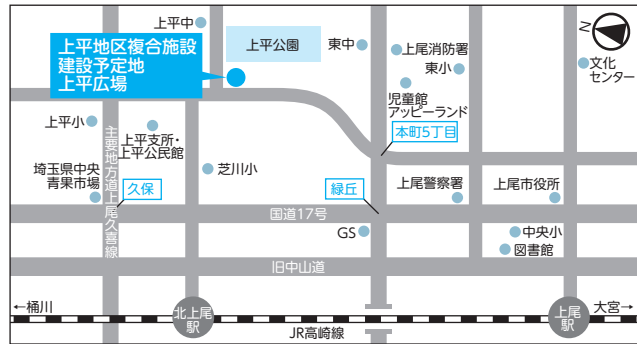 上平中
上平地区複合施設
建設予定地
上平広場
上平公園
東中
上尾消防署
東小
児童館
アッピーランド
文化
センター
N
上平小
上平支所・
上平公民館
主要地方道上尾久喜線
本町5丁目
埼玉県中央
青果市場
久保
芝川小
緑丘
上尾警察署
上尾市役所
国道17号
GS
中央小
図書館
旧中山道
←桶川
北上尾
駅
上尾
駅
大宮→
JR高崎線